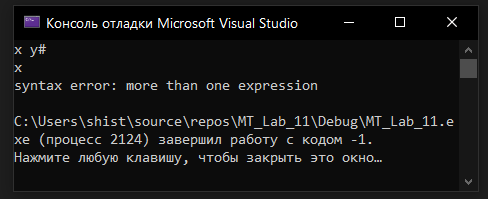 Консоль отладки Microsoft Visual Studio
x y#
x
syntax error: more than one expression
C:\Users\shist\source\repos\MT_Lab_11\Debug\MT_Lab_11.e
xe (процесс 2124) завершил работу с кодом -1.
Нажмите любую клавишу, чтобы закрыть это окно…